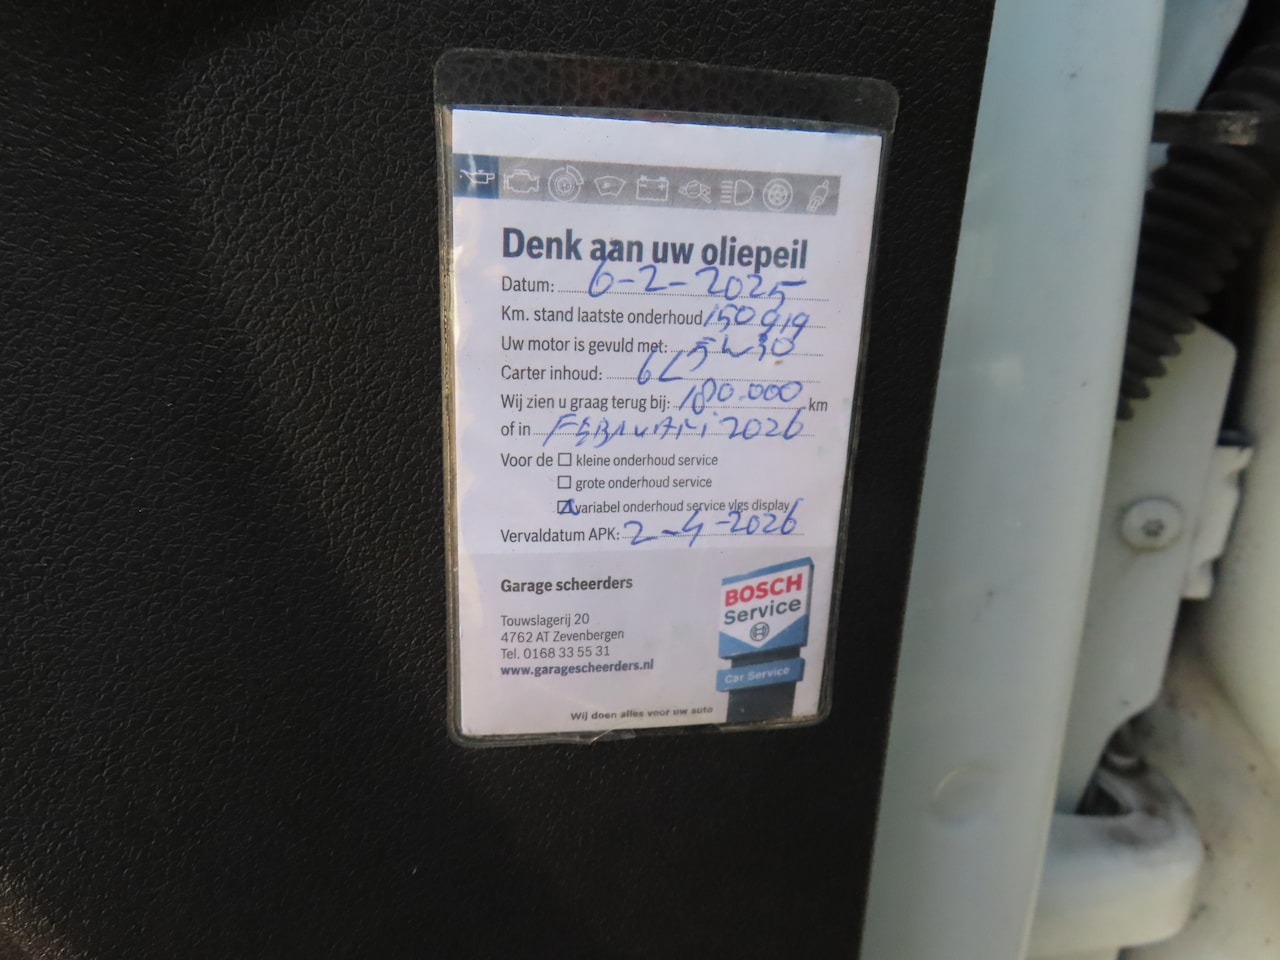 Denk aan uw oliepeil
Datum: 6-2-2025
Km. stand laatste onderhoud 150919
Uw motor is gevuld met: 5W30
Carter inhoud: 6L5
Wij zien u graag terug bij: 180.000 km
of in FEBRUARI 2026
Voor de kleine onderhoud service
grote onderhoud service
variabel onderhoud service vlgs display
Vervaldatum APK: 2-4-2026
Garage scheerders
Touwslagerij 20
4762 AT Zevenbergen
Tel. 0168 33 55 31
www.garagescheerders.nl
BOSCH
Service
Car Service
Wij doen alles voor uw auto